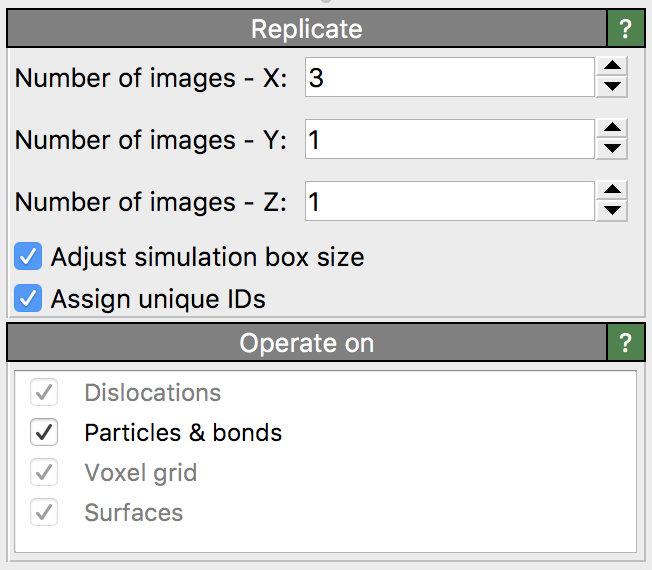 Replicate ?
Number of images - X: 3
Number of images - Y: 1
Number of images - Z: 1
Adjust simulation box size
Assign unique IDs
Operate on ?
Dislocations
Particles & bonds
Voxel grid
Surfaces